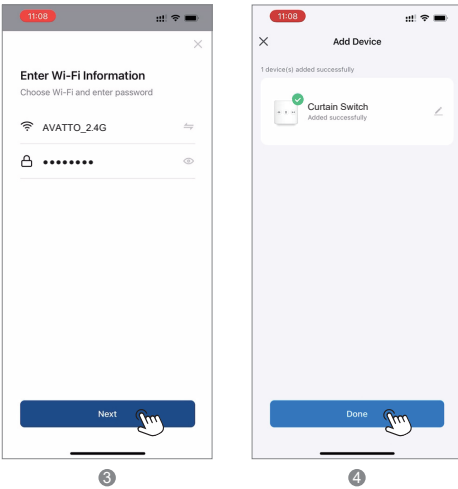 11:08
Enter Wi-Fi Information
Choose Wi-Fi and enter password
AVATTO_2.4G
Next
3
11:08
Add Device
1 device(s) added successfully
Curtain Switch
Added successfully
Done
4